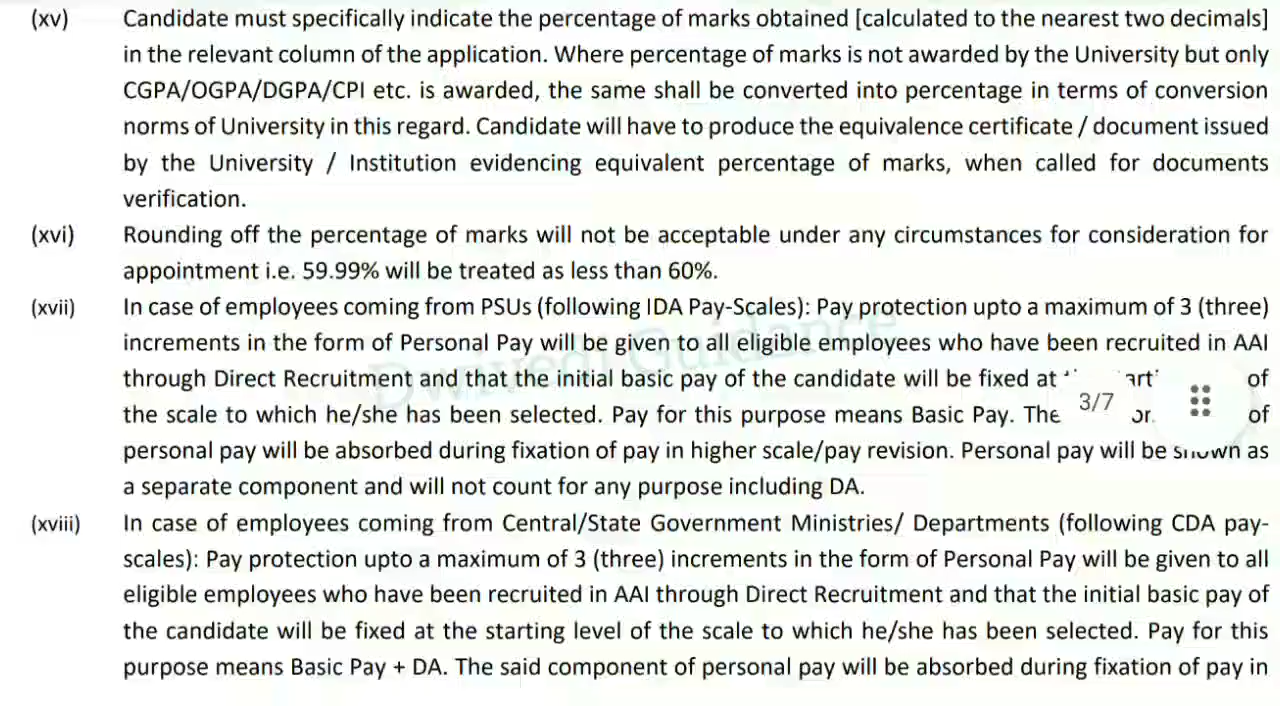 (xv) Candidate must specifically indicate the percentage of marks obtained [calculated to the nearest two decimals]
in the relevant column of the application. Where percentage of marks is not awarded by the University but only
CGPA/OGPA/DGPA/CPI etc. is awarded, the same shall be converted into percentage in terms of conversion
norms of University in this regard. Candidate will have to produce the equivalence certificate / document issued
by the University / Institution evidencing equivalent percentage of marks, when called for documents
verification.
(xvi) Rounding off the percentage of marks will not be acceptable under any circumstances for consideration for
appointment i.e. 59.99% will be treated as less than 60%.
(xvii) In case of employees coming from PSUs (following IDA Pay-Scales): Pay protection upto a maximum of 3 (three)
increments in the form of Personal Pay will be given to all eligible employees who have been recruited in AAI
Dwivedi Guidance
through Direct Recruitment and that the initial basic pay of the candidate will be fixed at of
3/7
the scale to which he/she has been selected. Pay for this purpose means Basic Pay. The of
personal pay will be absorbed during fixation of pay in higher scale/pay revision. Personal pay will be shown as
a separate component and will not count for any purpose including DA.
(xviii) In case of employees coming from Central/State Government Ministries/ Departments (following CDA pay-
scales): Pay protection upto a maximum of 3 (three) increments in the form of Personal Pay will be given to all
eligible employees who have been recruited in AAI through Direct Recruitment and that the initial basic pay of
the candidate will be fixed at the starting level of the scale to which he/she has been selected. Pay for this
purpose means Basic Pay + DA. The said component of personal pay will be absorbed during fixation of pay in